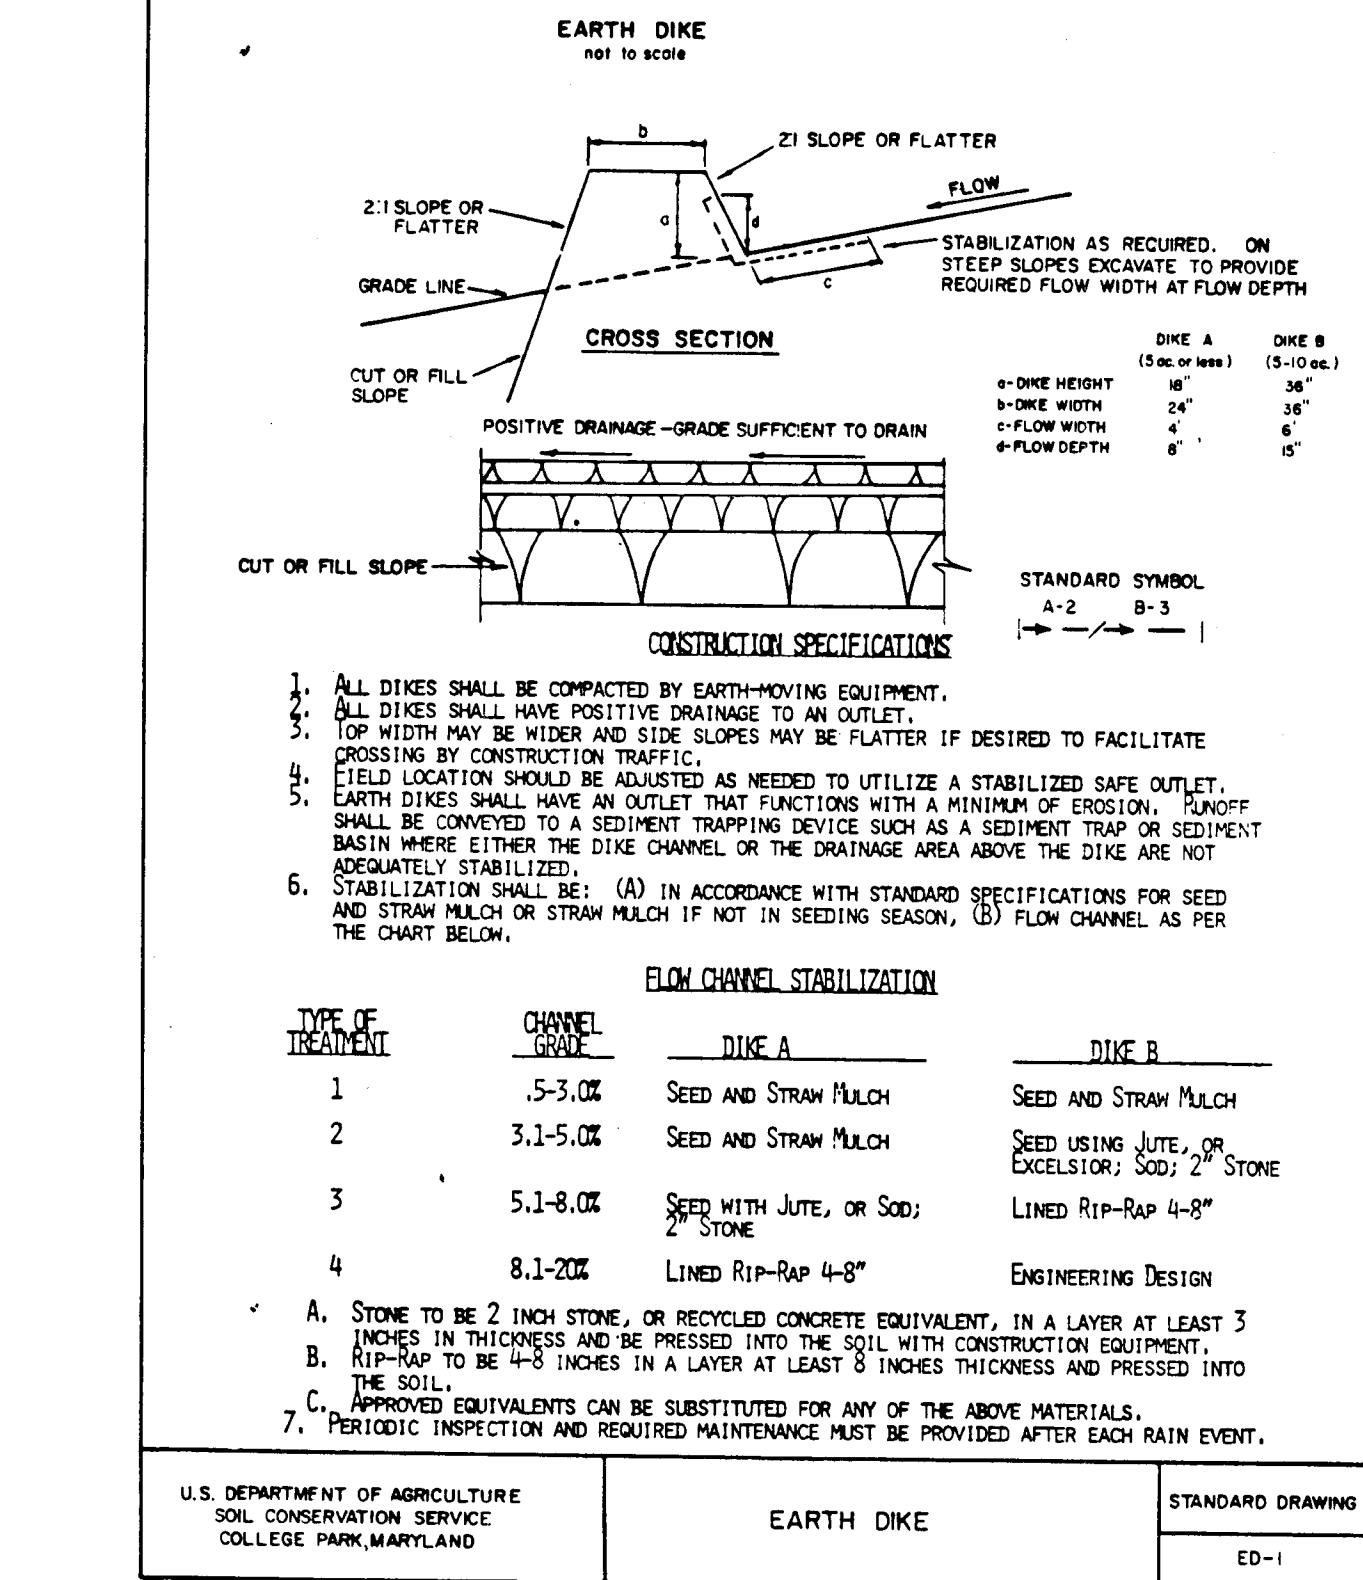 EARTH DIKE
not to scale
b
2:1 SLOPE OR FLATTER
FLOW
2:1 SLOPE OR
FLATTER
a
d
STABILIZATION AS REQUIRED. ON
STEEP SLOPES EXCAVATE TO PROVIDE
REQUIRED FLOW WIDTH AT FLOW DEPTH
GRADE LINE
c
CROSS SECTION
CUT OR FILL
SLOPE
DIKE A DIKE B
(5 ac. or less) (5-10 ac.)
a-DIKE HEIGHT 18" 36"
b-DIKE WIDTH 24" 36"
c-FLOW WIDTH 4' 6'
d-FLOW DEPTH 8" 15"
POSITIVE DRAINAGE-GRADE SUFFICIENT TO DRAIN
CUT OR FILL SLOPE
STANDARD SYMBOL
A-2 B-3
CONSTRUCTION SPECIFICATIONS
1. ALL DIKES SHALL BE COMPACTED BY EARTH-MOVING EQUIPMENT.
2. ALL DIKES SHALL HAVE POSITIVE DRAINAGE TO AN OUTLET.
3. TOP WIDTH MAY BE WIDER AND SIDE SLOPES MAY BE FLATTER IF DESIRED TO FACILITATE
CROSSING BY CONSTRUCTION TRAFFIC.
4. FIELD LOCATION SHOULD BE ADJUSTED AS NEEDED TO UTILIZE A STABILIZED SAFE OUTLET.
5. EARTH DIKES SHALL HAVE AN OUTLET THAT FUNCTIONS WITH A MINIMUM OF EROSION. RUNOFF
SHALL BE CONVEYED TO A SEDIMENT TRAPPING DEVICE SUCH AS A SEDIMENT TRAP OR SEDIMENT
BASIN WHERE EITHER THE DIKE CHANNEL OR THE DRAINAGE AREA ABOVE THE DIKE ARE NOT
ADEQUATELY STABILIZED.
6. STABILIZATION SHALL BE: (A) IN ACCORDANCE WITH STANDARD SPECIFICATIONS FOR SEED
AND STRAW MULCH OR STRAW MULCH IF NOT IN SEEDING SEASON, (B) FLOW CHANNEL AS PER
THE CHART BELOW.
FLOW CHANNEL STABILIZATION
TYPE OF CHANNEL
TREATMENT GRADE DIKE A DIKE B
1 .5-3.0% SEED AND STRAW MULCH SEED AND STRAW MULCH
2 3.1-5.0% SEED AND STRAW MULCH SEED USING JUTE, OR
EXCELSIOR; SOD; 2" STONE
3 5.1-8.0% SEED WITH JUTE, OR SOD; LINED RIP-RAP 4-8"
2" STONE
4 8.1-20% LINED RIP-RAP 4-8" ENGINEERING DESIGN
A. STONE TO BE 2 INCH STONE, OR RECYCLED CONCRETE EQUIVALENT, IN A LAYER AT LEAST 3
INCHES IN THICKNESS AND BE PRESSED INTO THE SOIL WITH CONSTRUCTION EQUIPMENT.
B. RIP-RAP TO BE 4-8 INCHES IN A LAYER AT LEAST 8 INCHES THICKNESS AND PRESSED INTO
THE SOIL.
C. APPROVED EQUIVALENTS CAN BE SUBSTITUTED FOR ANY OF THE ABOVE MATERIALS.
7. PERIODIC INSPECTION AND REQUIRED MAINTENANCE MUST BE PROVIDED AFTER EACH RAIN EVENT.
U.S. DEPARTMENT OF AGRICULTURE
SOIL CONSERVATION SERVICE
COLLEGE PARK, MARYLAND
EARTH DIKE
STANDARD DRAWING
ED-1